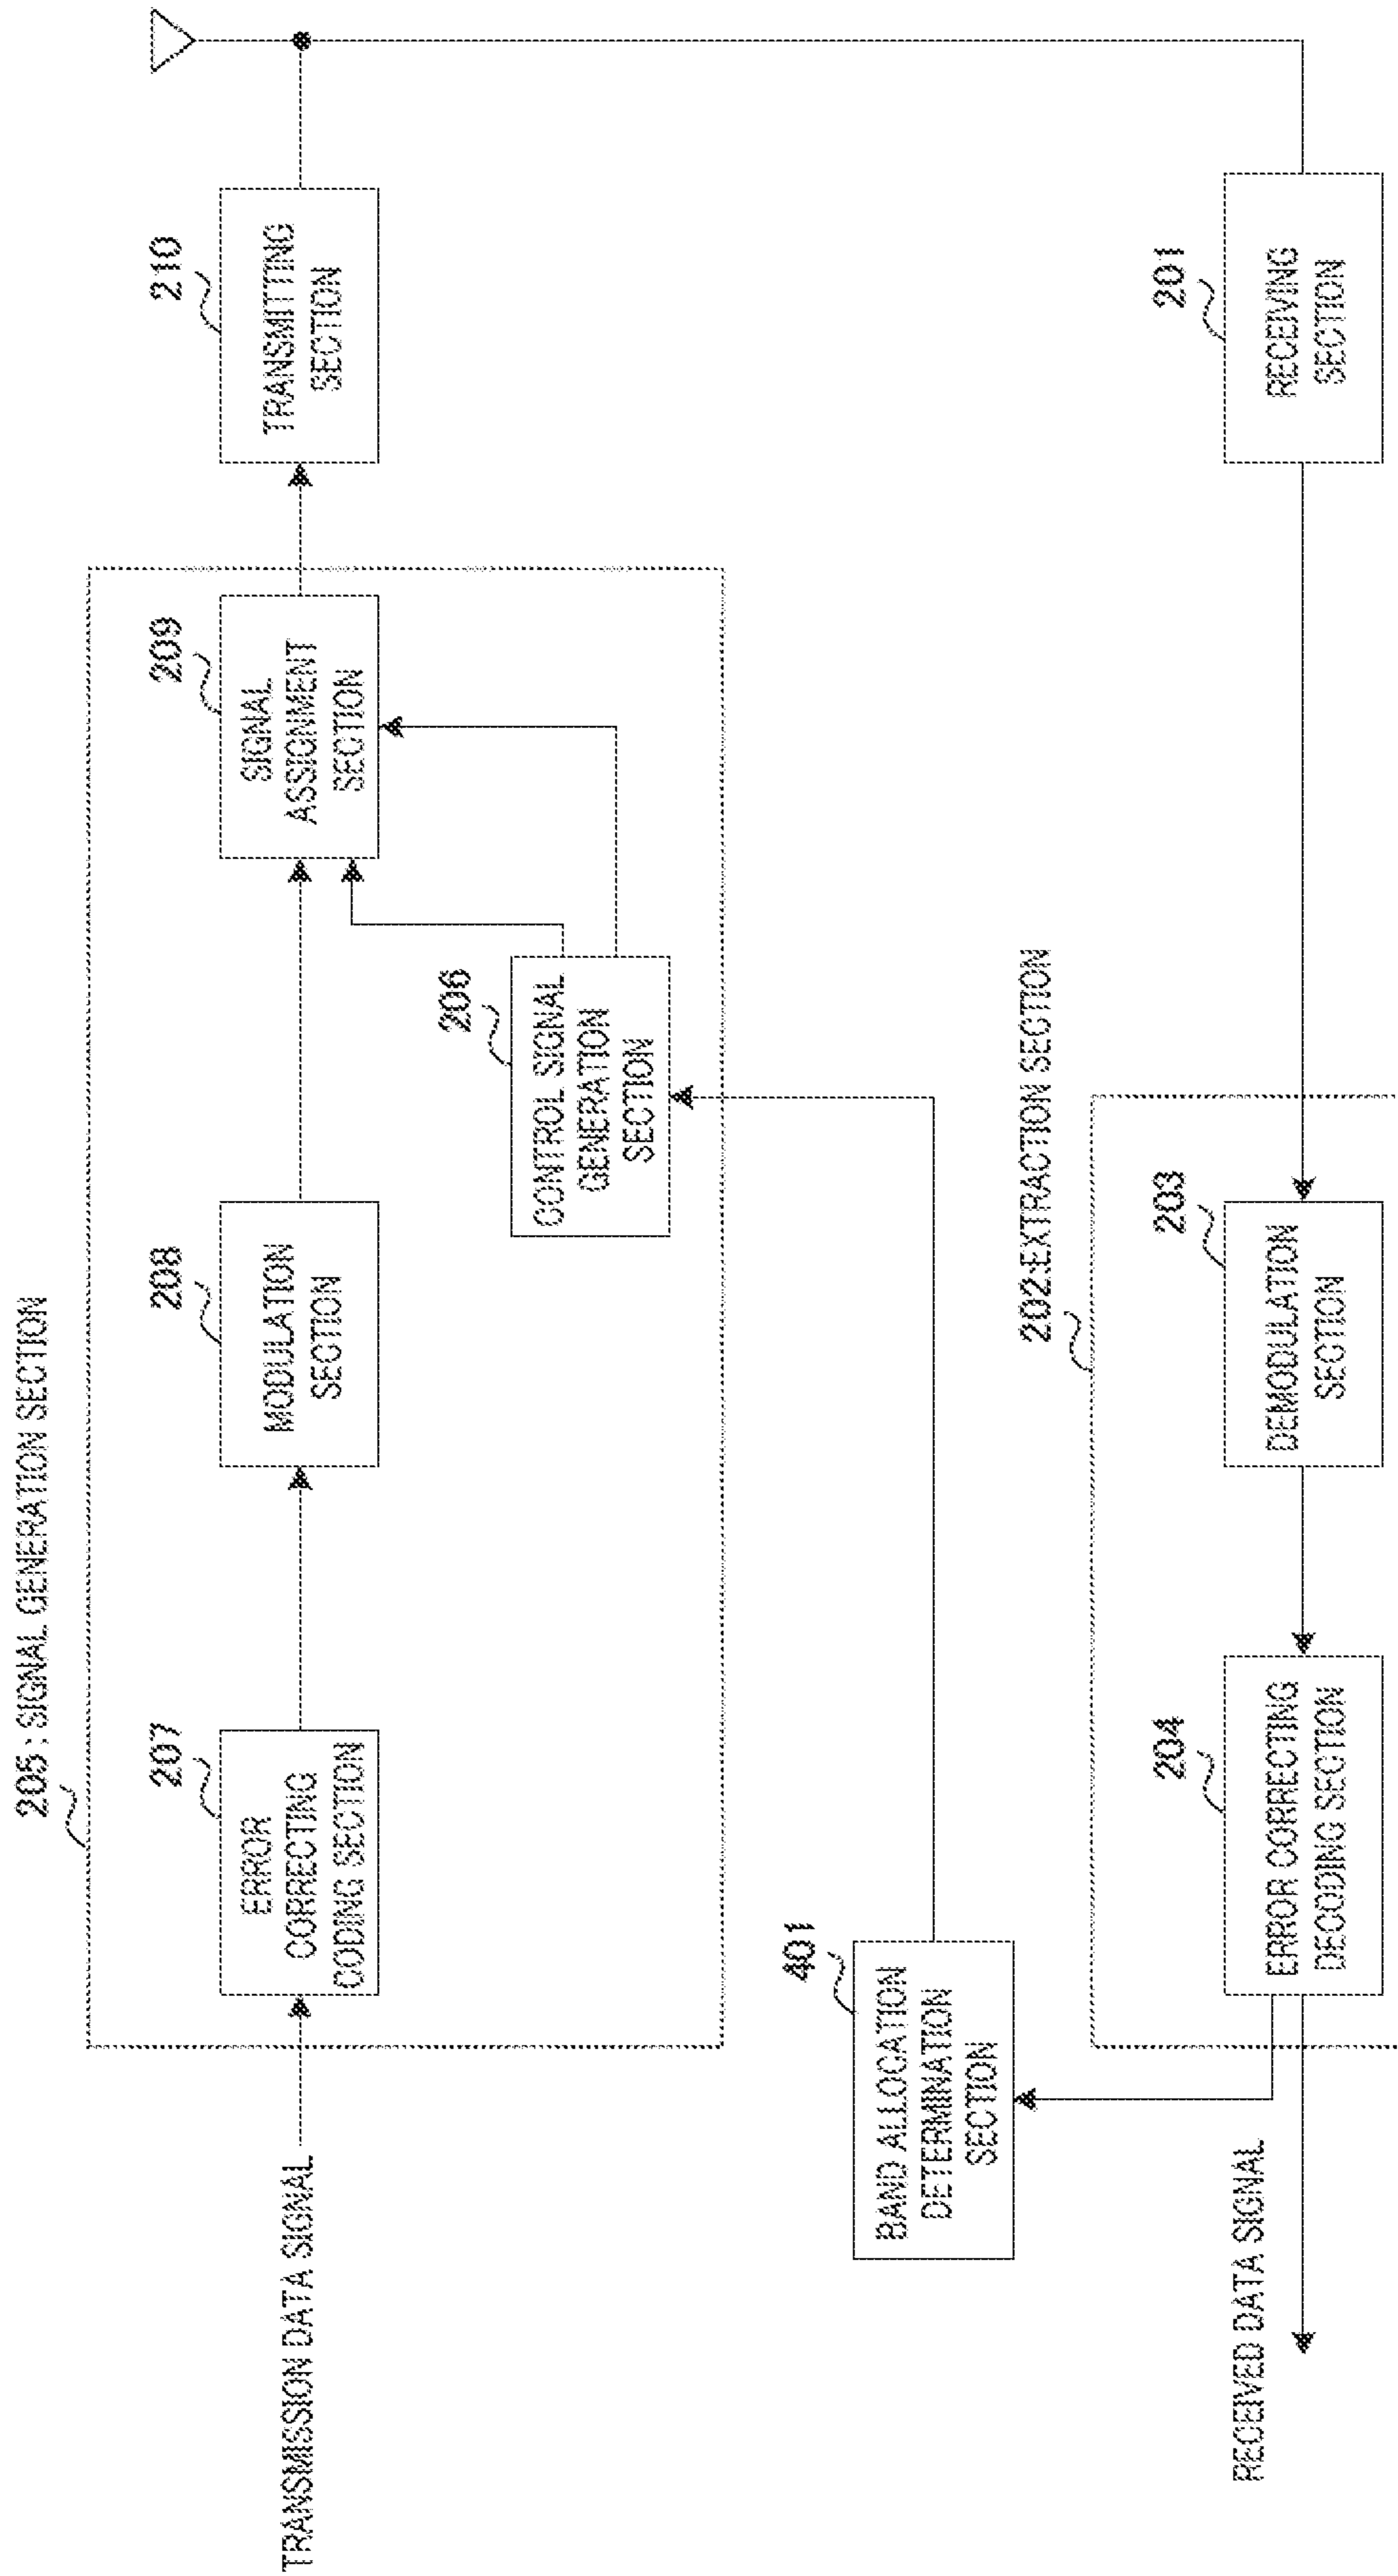 205 : SIGNAL GENERATION SECTION
TRANSMISSION DATA SIGNAL
207
ERROR
CORRECTING
CODING SECTION
208
MODULATION
SECTION
209
SIGNAL
ASSIGNMENT
SECTION
210
TRANSMITTING
SECTION
206
CONTROL SIGNAL
GENERATION
SECTION
401
BAND ALLOCATION
DETERMINATION
SECTION
202:EXTRACTION SECTION
RECEIVED DATA SIGNAL
204
ERROR CORRECTING
DECODING SECTION
203
DEMODULATION
SECTION
201
RECEIVING
SECTION